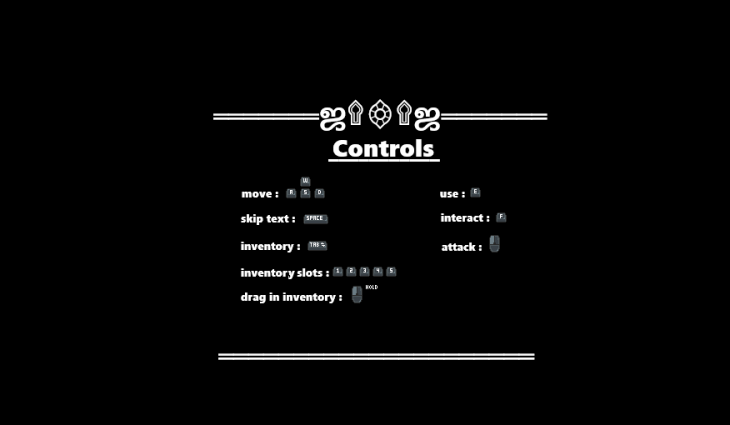 Controls
W
move : A S D
use : E
skip text : SPACE
interact : F
inventory : TAB
attack :
inventory slots : 1 2 3 4 5
drag in inventory : HOLD